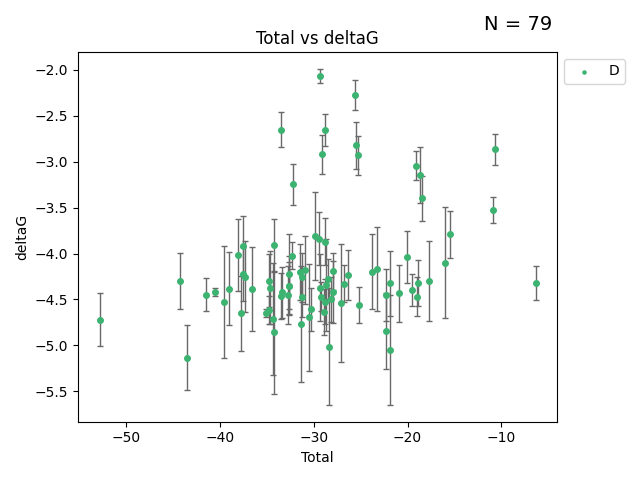 N = 79
Total vs deltaG
D
−2.0
−2.5
−3.0
−3.5
−4.0
−4.5
−5.0
−5.5
deltaG
−50 −40 −30 −20 −10
Total